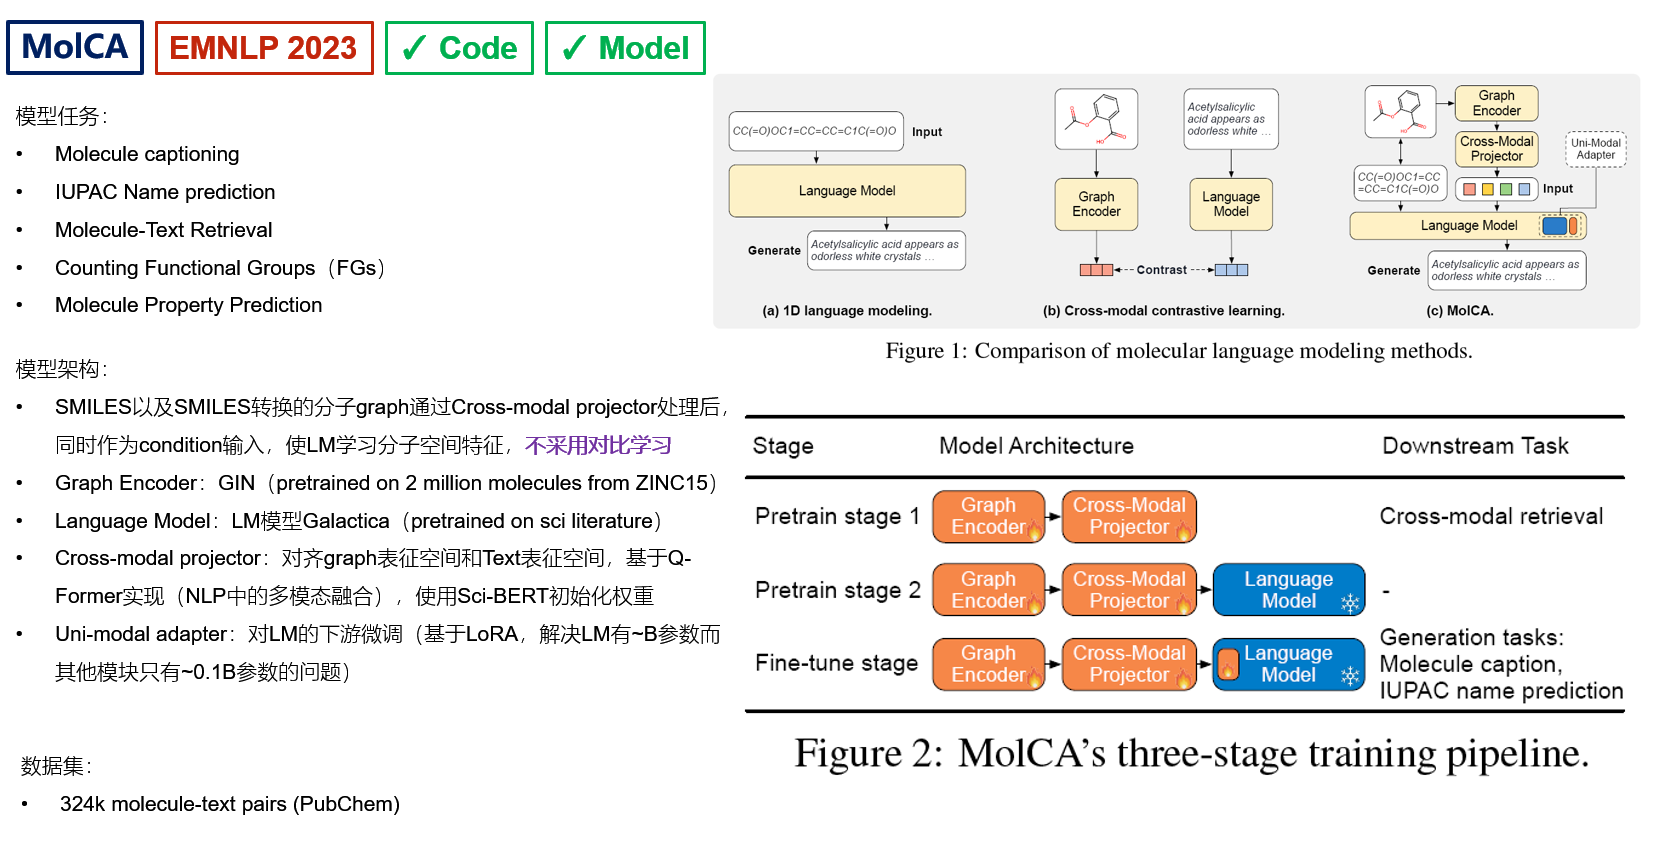 MolCA
EMNLP 2023
✓ Code
✓ Model
模型任务：
• Molecule captioning
• IUPAC Name prediction
• Molecule-Text Retrieval
• Counting Functional Groups（FGs）
• Molecule Property Prediction
模型架构：
• SMILES以及SMILES转换的分子graph通过Cross-modal projector处理后，
同时作为condition输入，使LM学习分子空间特征，不采用对比学习
• Graph Encoder：GIN（pretrained on 2 million molecules from ZINC15）
• Language Model：LM模型Galactica（pretrained on sci literature）
• Cross-modal projector：对齐graph表征空间和Text表征空间，基于Q-
Former实现（NLP中的多模态融合），使用Sci-BERT初始化权重
• Uni-modal adapter：对LM的下游微调（基于LoRA，解决LM有~B参数而
其他模块只有~0.1B参数的问题）
数据集：
• 324k molecule-text pairs (PubChem)
CC(=O)OC1=CC=CC=C1C(=O)O
Input
Language Model
Generate
Acetylsalicylic acid appears as
odorless white crystals ...
(a) 1D language modeling.
O
O
O
HO
Acetylsalicylic
acid appears as
odorless white ...
Graph
Encoder
Language
Model
Contrast
(b) Cross-modal contrastive learning.
O
O
O
HO
Graph
Encoder
Cross-Modal
Projector
Uni-Modal
Adapter
CC(=O)OC1=CC
=CC=C1C(=O)O
Input
Language Model
Generate
Acetylsalicylic acid appears as
odorless white crystals ...
(c) MolCA.
Figure 1: Comparison of molecular language modeling methods.
Stage Model Architecture Downstream Task
Pretrain stage 1
Graph
Encoder
Cross-Modal
Projector
Cross-modal retrieval
Pretrain stage 2
Graph
Encoder
Cross-Modal
Projector
Language
Model
-
Fine-tune stage
Graph
Encoder
Cross-Modal
Projector
Language
Model
Generation tasks:
Molecule caption,
IUPAC name prediction
Figure 2: MolCA's three-stage training pipeline.